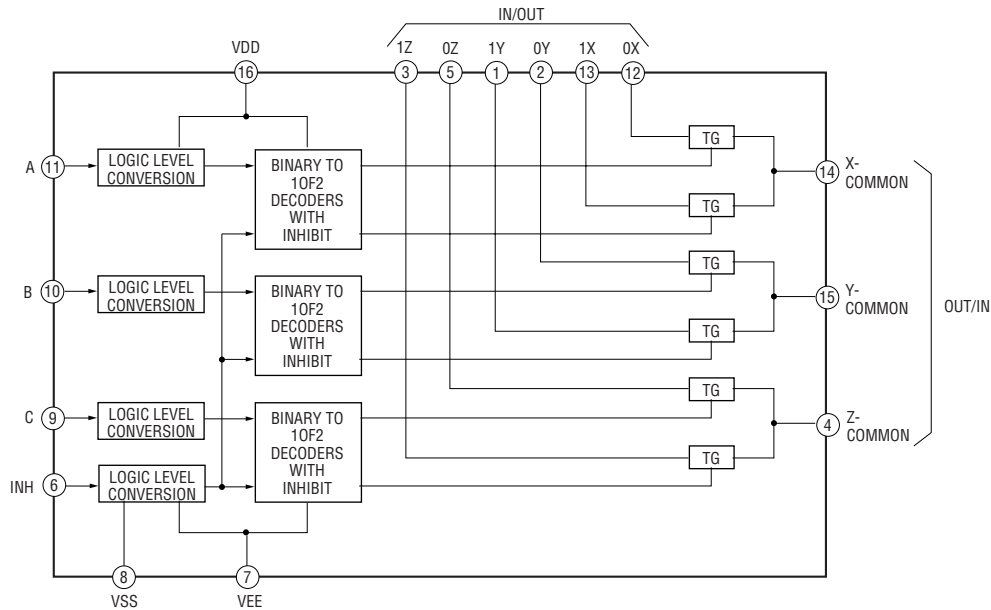 IN/OUT
VDD 1Z 0Z 1Y 0Y 1X 0X
16 3 5 1 2 13 12
TG
A 11 LOGIC LEVEL
CONVERSION
BINARY TO
1OF2
DECODERS
WITH
INHIBIT
14 X-
COMMON
TG
TG
B 10 LOGIC LEVEL
CONVERSION
BINARY TO
1OF2
DECODERS
WITH
INHIBIT
15 Y-
COMMON
OUT/IN
TG
TG
C 9 LOGIC LEVEL
CONVERSION
BINARY TO
1OF2
DECODERS
WITH
INHIBIT
4 Z-
COMMON
TG
INH 6 LOGIC LEVEL
CONVERSION
8 7
VSS VEE